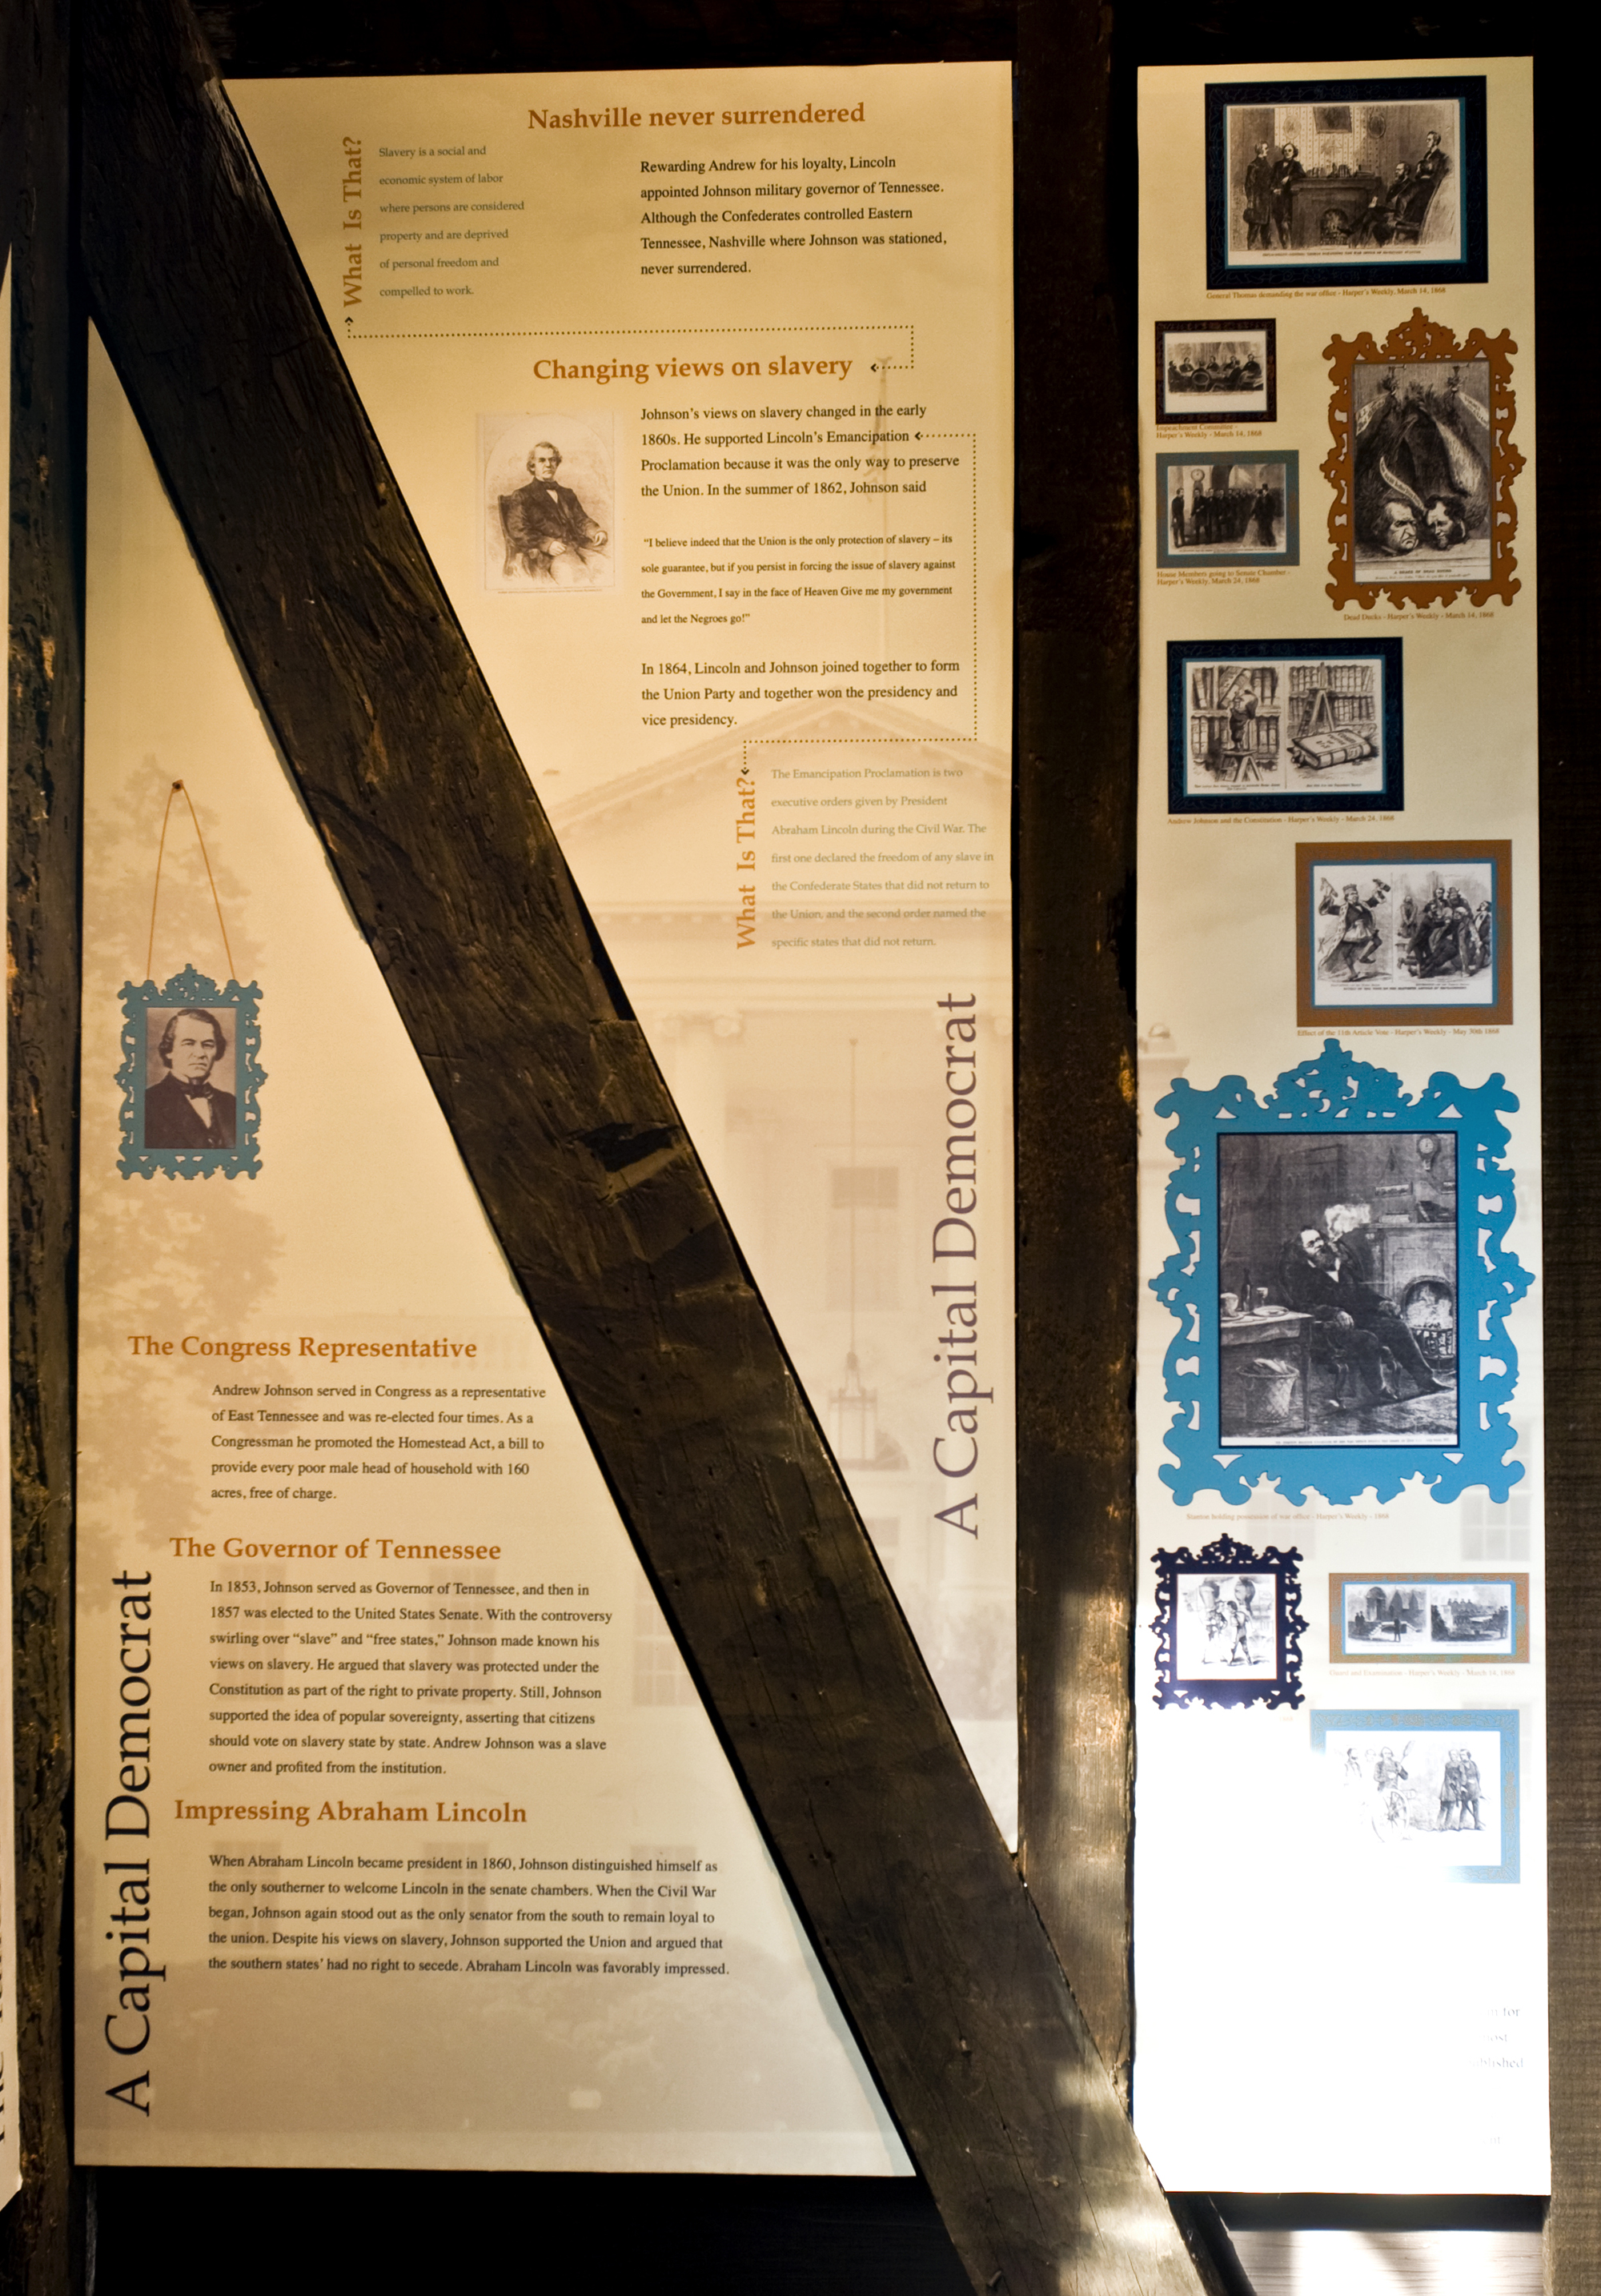 Nashville never surrendered
What Is That?
Slavery is a social and
economic system of labor
where persons are considered
property and are deprived
of personal freedom and
compelled to work.
Rewarding Andrew for his loyalty, Lincoln
appointed Johnson military governor of Tennessee.
Although the Confederates controlled Eastern
Tennessee, Nashville where Johnson was stationed,
never surrendered.
Changing views on slavery
Johnson's views on slavery changed in the early
1860s. He supported Lincoln's Emancipation
Proclamation because it was the only way to preserve
the Union. In the summer of 1862, Johnson said
"I believe indeed that the Union is the only protection of slavery – its
sole guarantee, but if you persist in forcing the issue of slavery against
the Government, I say in the face of Heaven Give me my government
and let the Negroes go!"
In 1864, Lincoln and Johnson joined together to form
the Union Party and together won the presidency and
vice presidency.
What Is That?
The Emancipation Proclamation is two
executive orders given by President
Abraham Lincoln during the Civil War. The
first one declared the freedom of any slave in
the Confederate States that did not return to
the Union, and the second order named the
specific states that did not return.
A Capital Democrat
The Congress Representative
Andrew Johnson served in Congress as a representative
of East Tennessee and was re-elected four times. As a
Congressman he promoted the Homestead Act, a bill to
provide every poor male head of household with 160
acres, free of charge.
The Governor of Tennessee
In 1853, Johnson served as Governor of Tennessee, and then in
1857 was elected to the United States Senate. With the controversy
swirling over "slave" and "free states," Johnson made known his
views on slavery. He argued that slavery was protected under the
Constitution as part of the right to private property. Still, Johnson
supported the idea of popular sovereignty, asserting that citizens
should vote on slavery state by state. Andrew Johnson was a slave
owner and profited from the institution.
Impressing Abraham Lincoln
When Abraham Lincoln became president in 1860, Johnson distinguished himself as
the only southerner to welcome Lincoln in the senate chambers. When the Civil War
began, Johnson again stood out as the only senator from the south to remain loyal to
the union. Despite his views on slavery, Johnson supported the Union and argued that
the southern states' had no right to secede. Abraham Lincoln was favorably impressed.
A Capital Democrat
General Thomas demanding the war office - Harper's Weekly, March 14, 1868
Impeachment Committee -
Harper's Weekly - March 14, 1868
House Members going to Senate Chamber -
Harper's Weekly, March 24, 1868
Dead Ducks - Harper's Weekly - March 14, 1868
Andrew Johnson and the Constitution - Harper's Weekly - March 24, 1868
Effect of the 11th Article Vote - Harper's Weekly - May 30th 1868
Stanton holding possession of war office - Harper's Weekly - 1868
Guard and Examination - Harper's Weekly - March 14, 1868
for